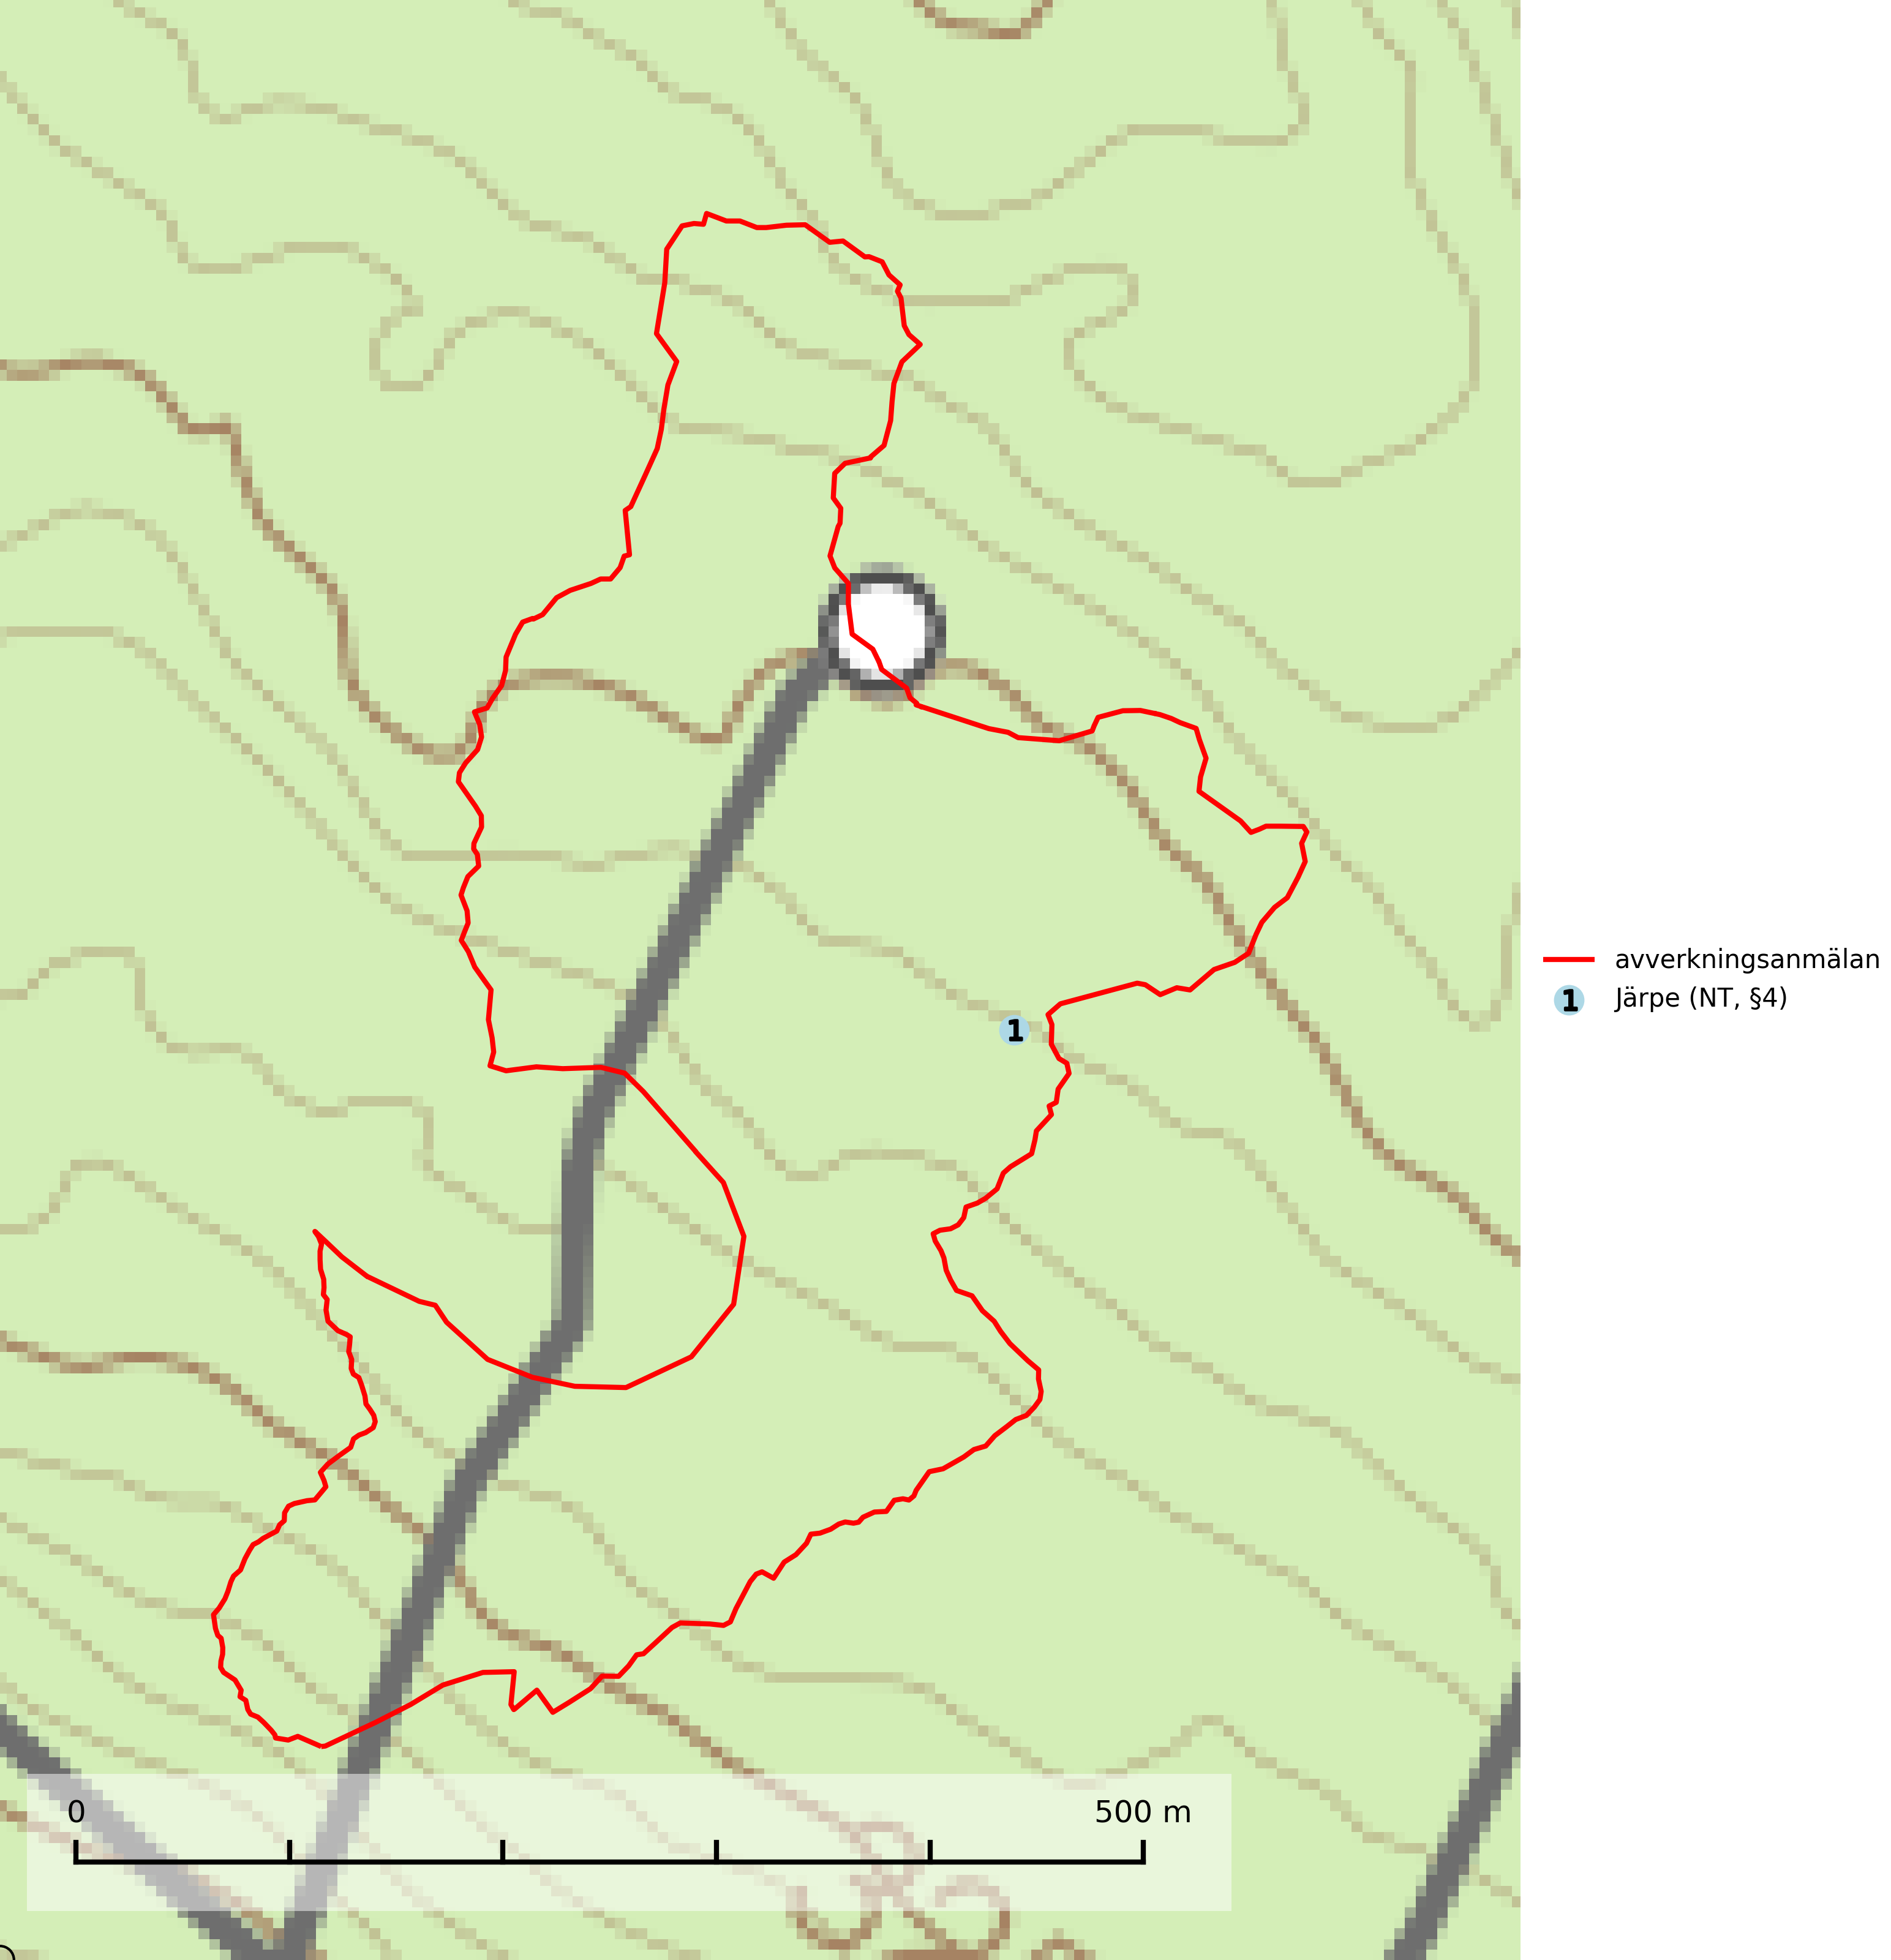 avverkningsanmälan
1 Järpe (NT, §4)
1
0 500 m